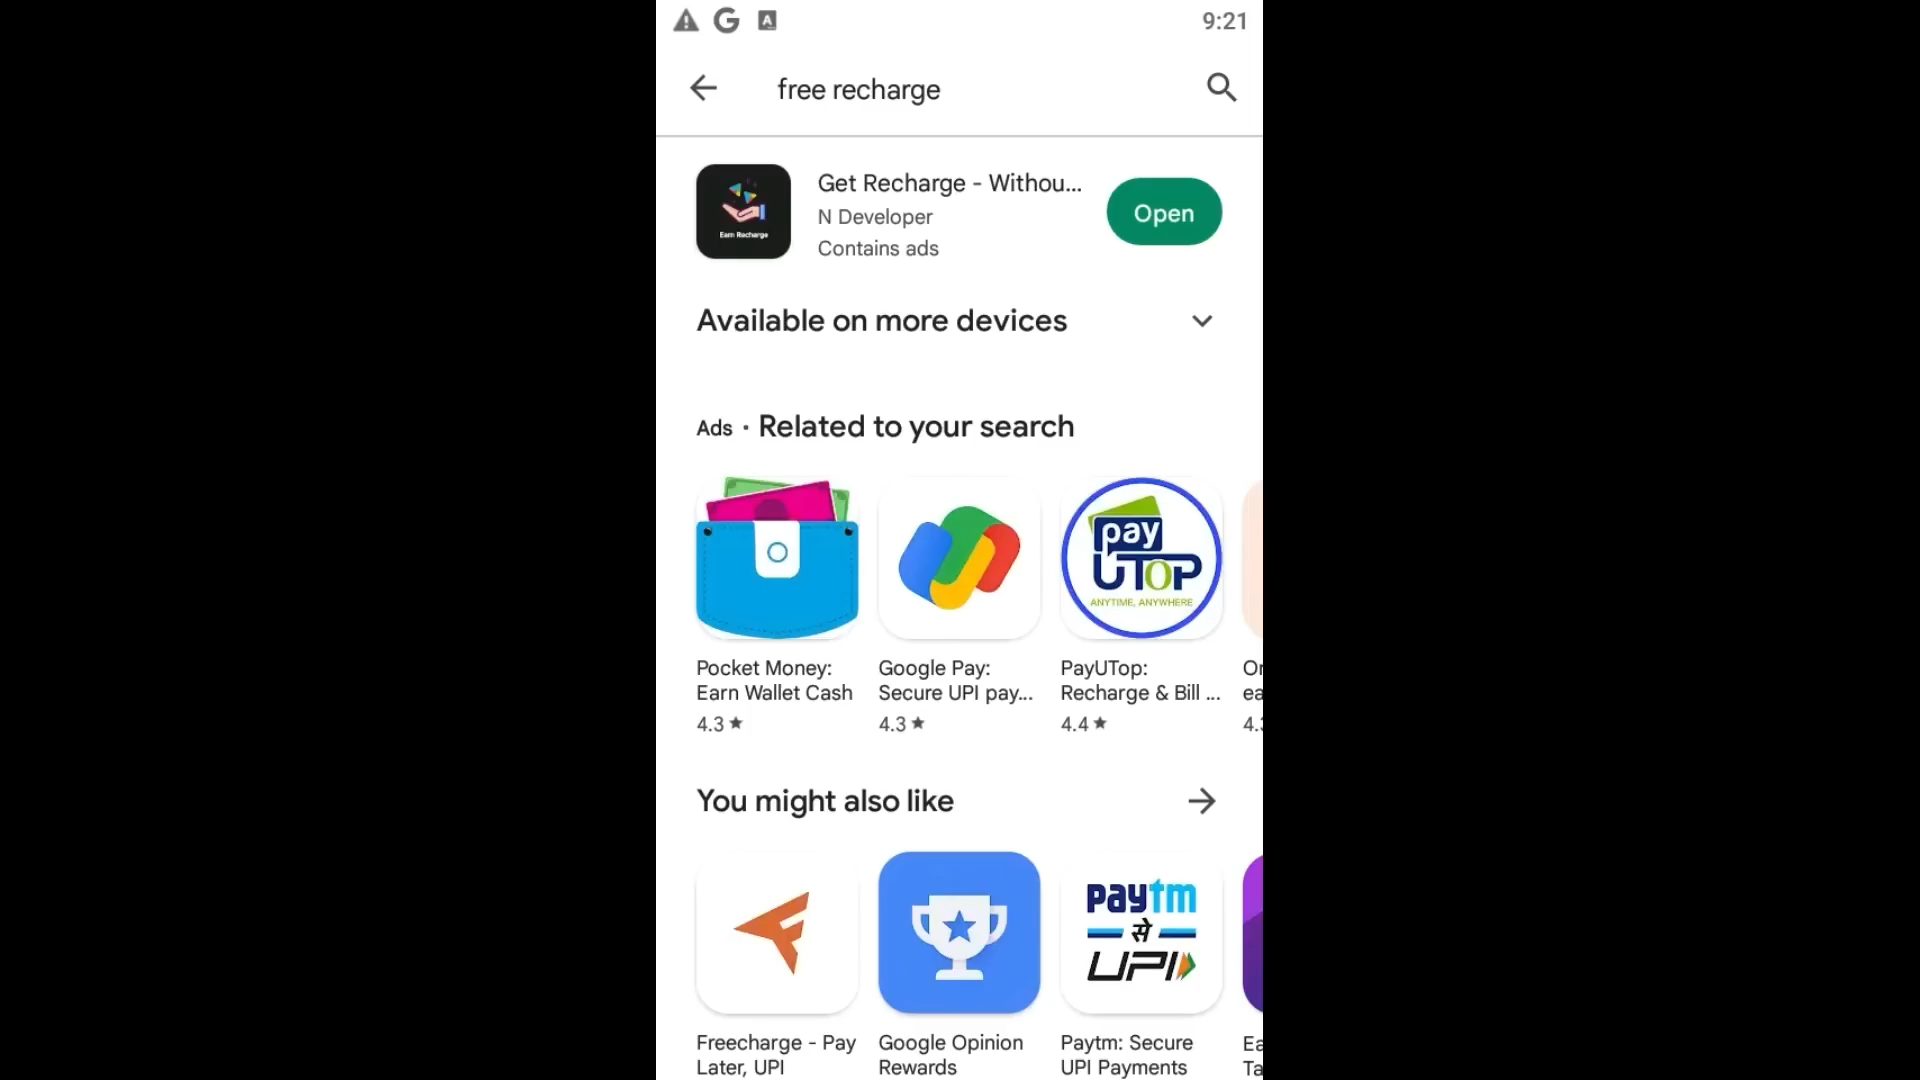 9:21
free recharge
Get Recharge - Withou...
N Developer
Contains ads
Earn Recharge
Open
Available on more devices
Ads • Related to your search
pay
UTOP
ANYTIME, ANYWHERE
Pocket Money:
Earn Wallet Cash
4.3 ★
Google Pay:
Secure UPI pay...
4.3 ★
PayUTop:
Recharge & Bill ...
4.4 ★
You might also like
paytm
से
UPI
Freecharge - Pay
Later, UPI
Google Opinion
Rewards
Paytm: Secure
UPI Payments